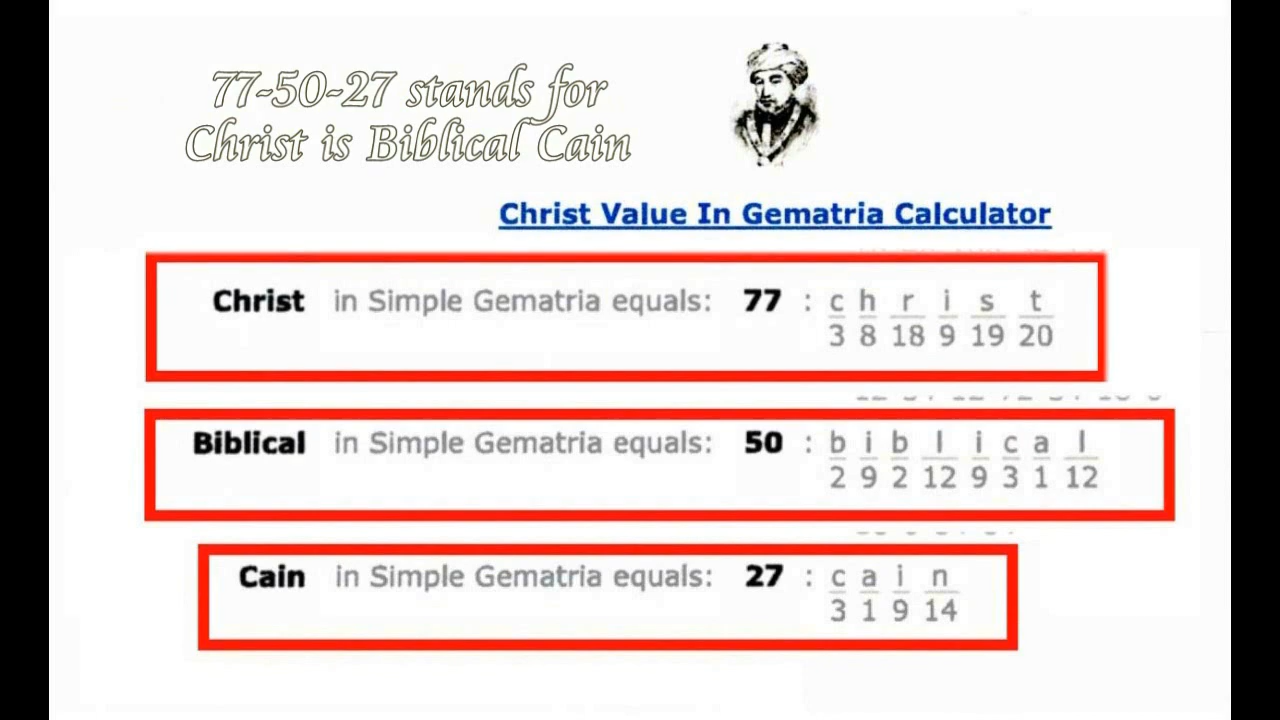 77-50-27 stands for
Christ is Biblical Cain
Christ Value In Gematria Calculator
Christ in Simple Gematria equals: 77 : c h r i s t
3 8 18 9 19 20
Biblical in Simple Gematria equals: 50 : b i b l i c a l
2 9 2 12 9 3 1 12
Cain in Simple Gematria equals: 27 : c a i n
3 1 9 14